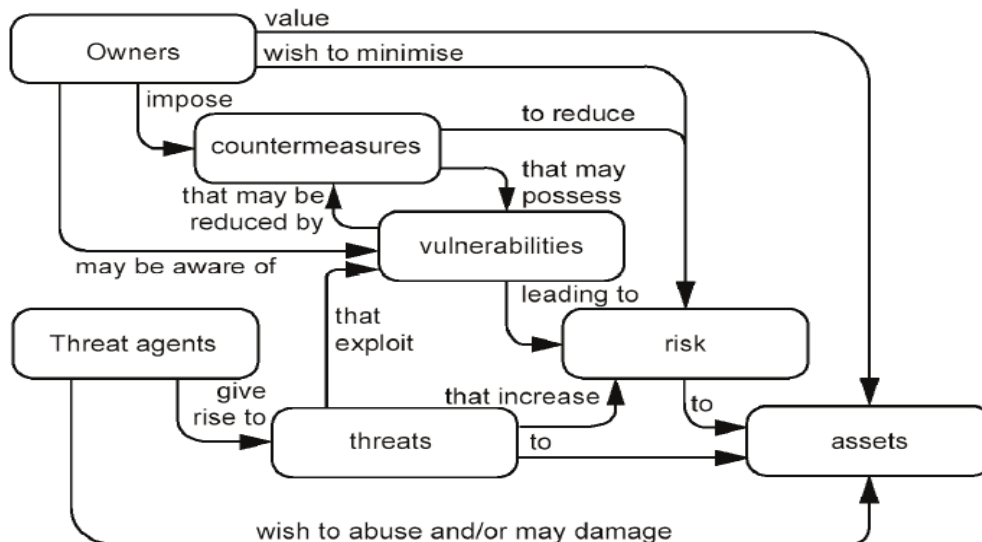 value
Owners
wish to minimise
impose
to reduce
countermeasures
that may
possess
that may be
reduced by
vulnerabilities
may be aware of
leading to
that
exploit
Threat agents
risk
give
rise to
that increase
to
threats
to
assets
wish to abuse and/or may damage